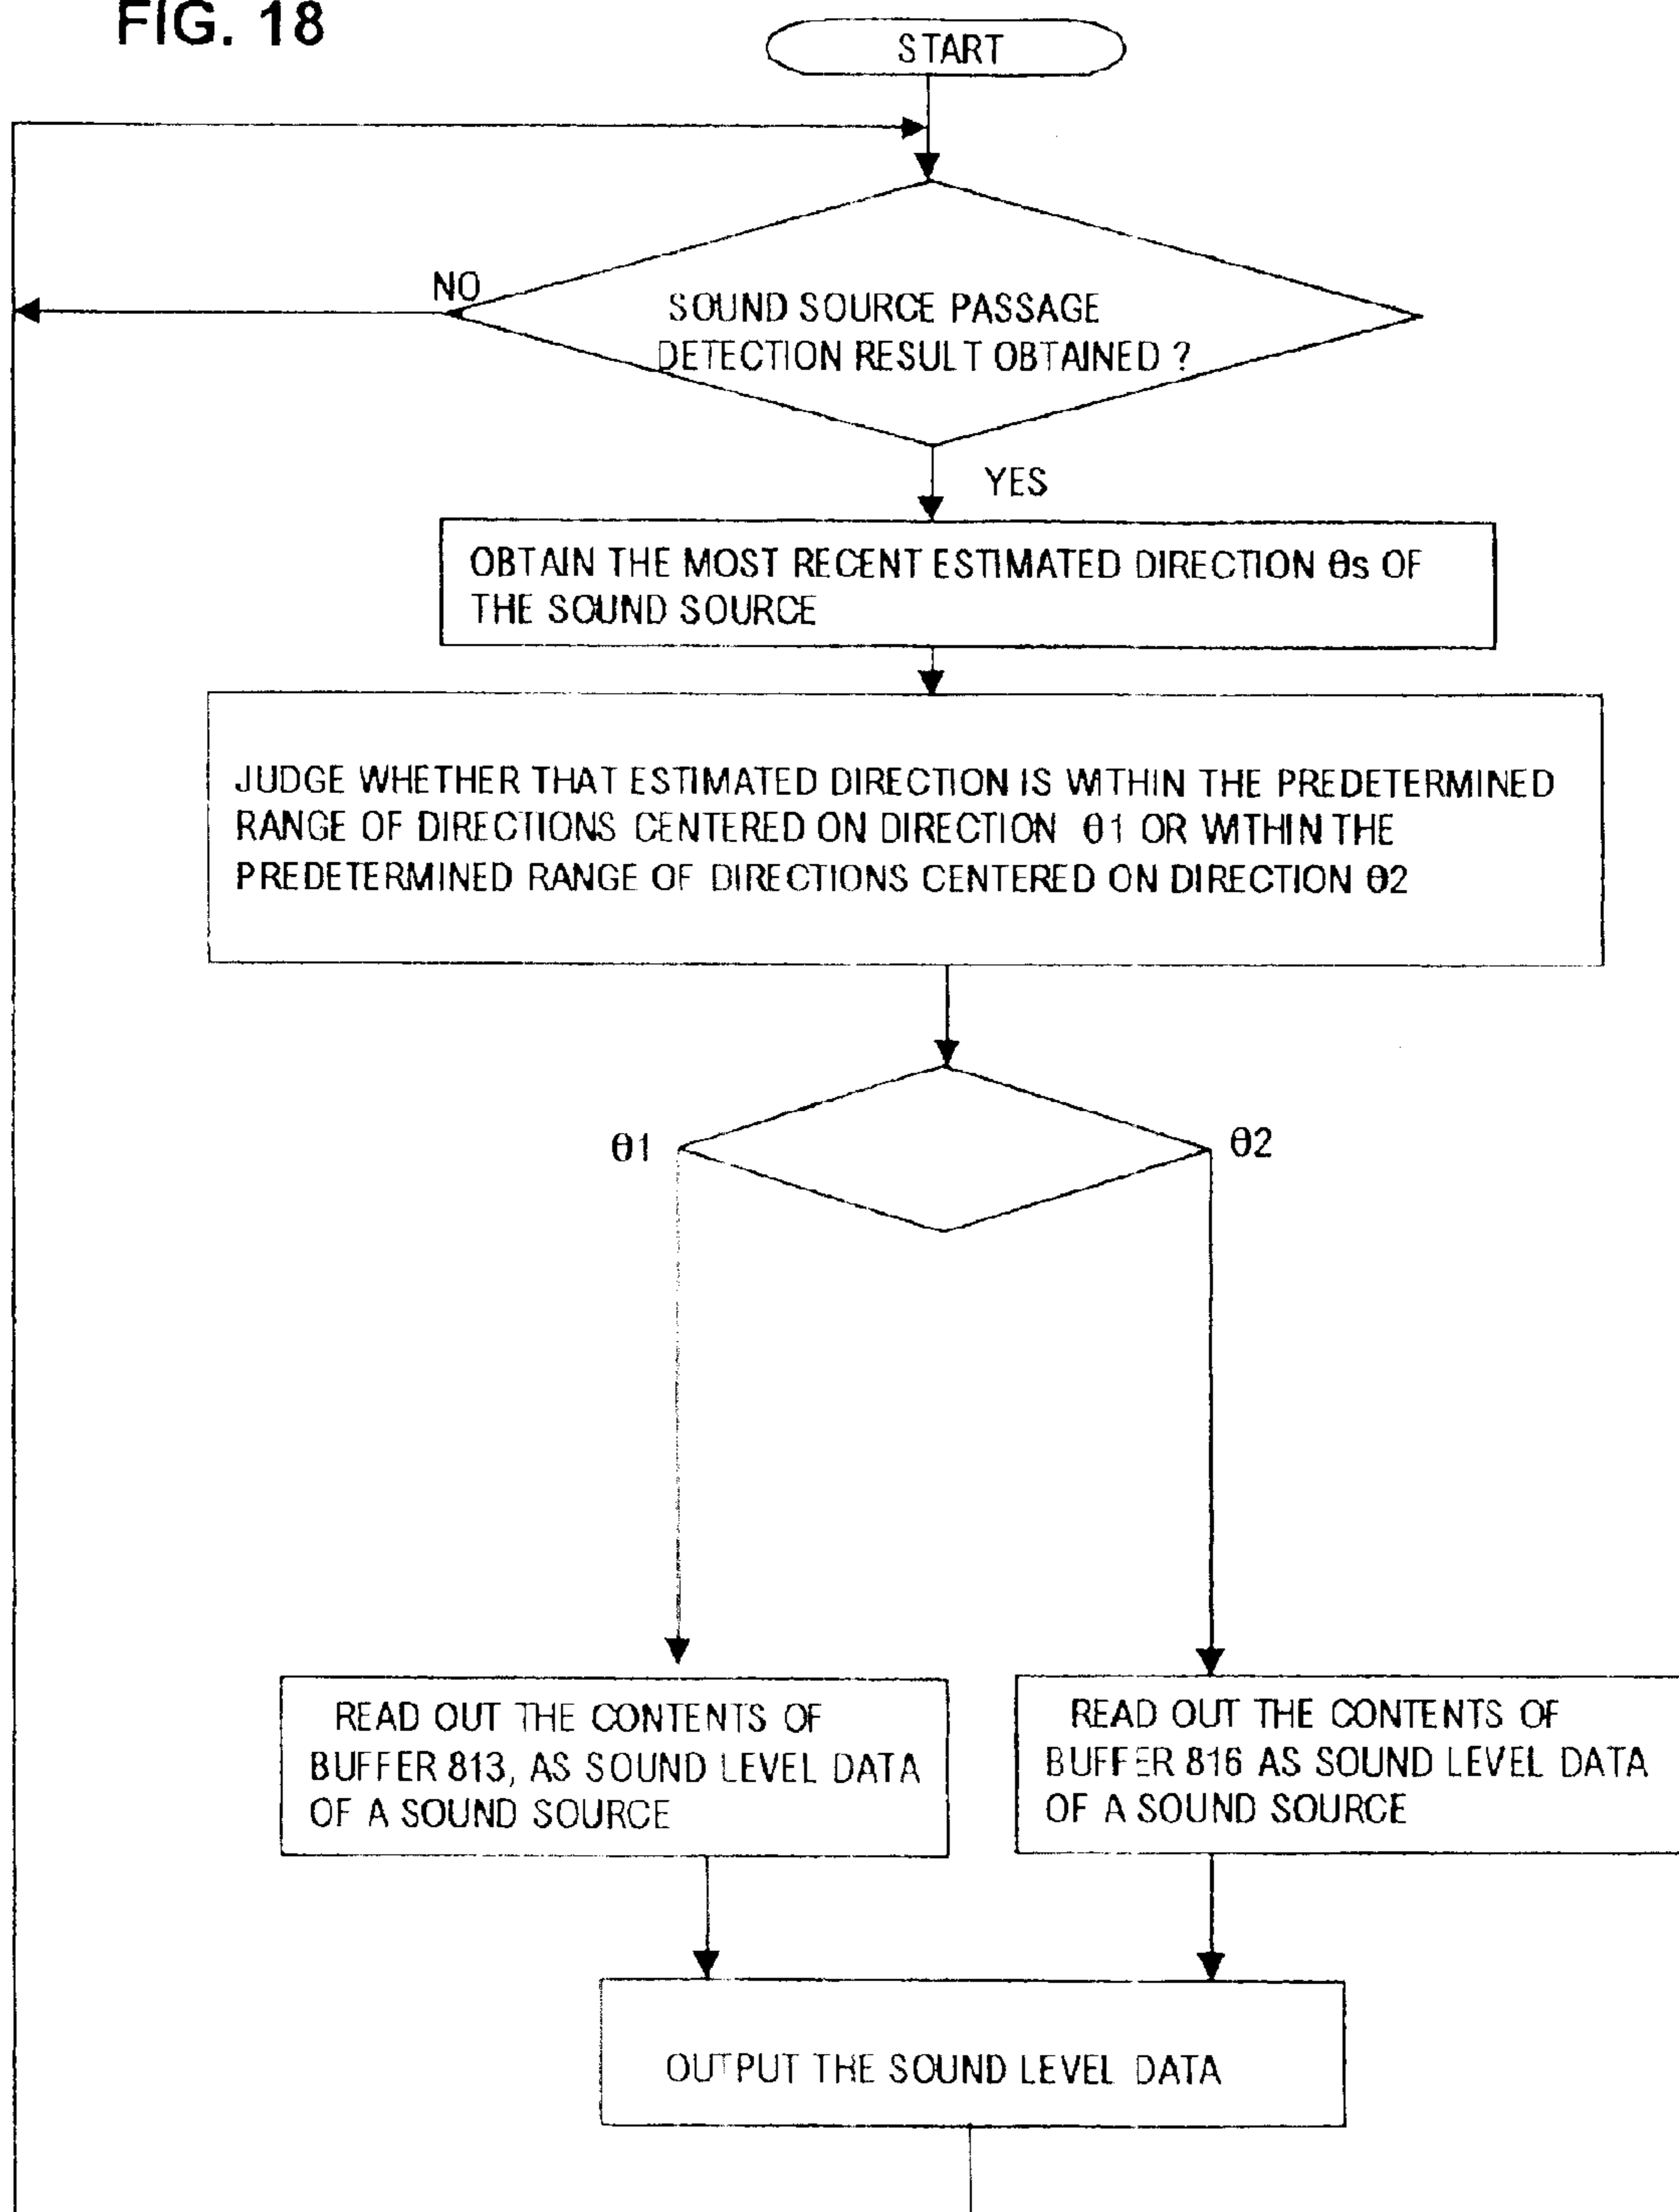 FIG. 18
START
NO
SOUND SOURCE PASSAGE
DETECTION RESULT OBTAINED ?
YES
OBTAIN THE MOST RECENT ESTIMATED DIRECTION θs OF
THE SOUND SOURCE
JUDGE WHETHER THAT ESTIMATED DIRECTION IS WITHIN THE PREDETERMINED
RANGE OF DIRECTIONS CENTERED ON DIRECTION θ1 OR WITHIN THE
PREDETERMINED RANGE OF DIRECTIONS CENTERED ON DIRECTION θ2
θ1
θ2
READ OUT THE CONTENTS OF
BUFFER 813, AS SOUND LEVEL DATA
OF A SOUND SOURCE
READ OUT THE CONTENTS OF
BUFFER 816 AS SOUND LEVEL DATA
OF A SOUND SOURCE
OUTPUT THE SOUND LEVEL DATA